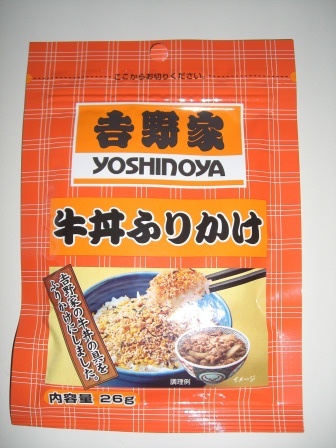 ここからお切りください。
吉野家
YOSHINOYA
牛丼ふりかけ
吉野家の牛丼の具を
ふりかけにしました。
調理例
イメージ
内容量 26g